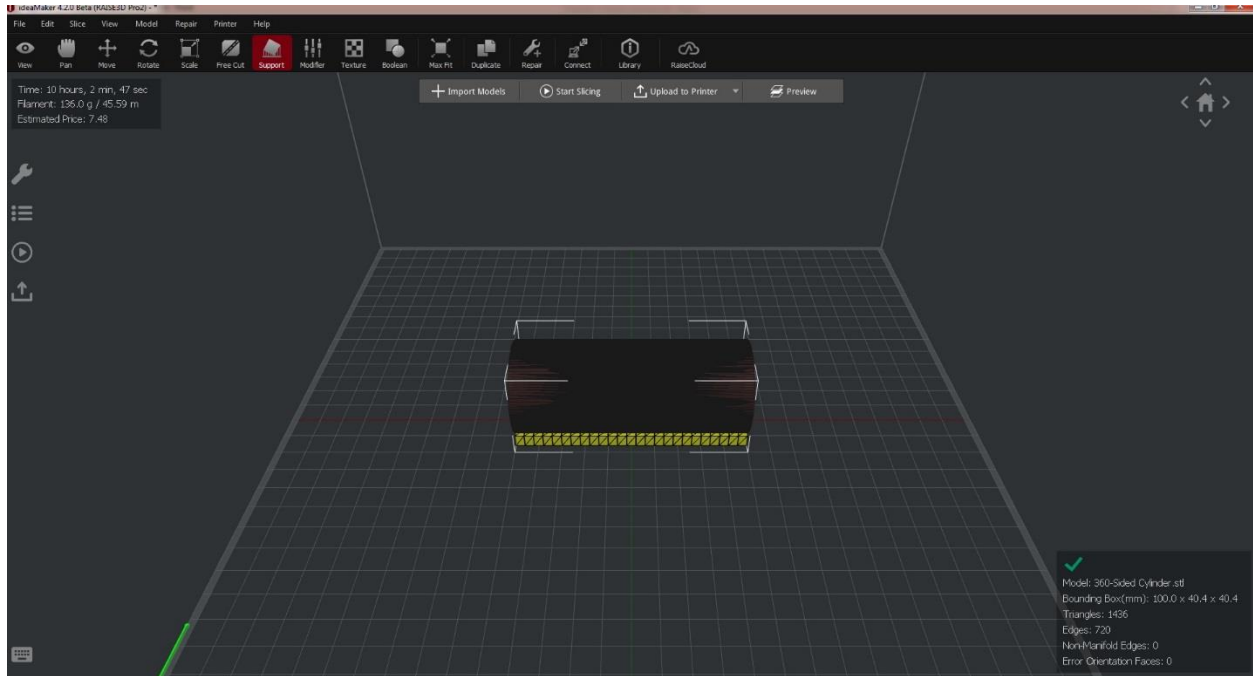 ideaMaker 4.2.0 Beta (RAISE3D Pro2) - *
File Edit Slice View Model Repair Printer Help
View Pan Move Rotate Scale Free Cut Support Modifier Texture Boolean Max Fit Duplicate Repair Connect Library RaiseCloud
Import Models Start Slicing Upload to Printer Preview
Time: 10 hours, 2 min, 47 sec
Filament: 136.0 g / 45.59 m
Estimated Price: 7.48
Model: 360-Sided Cylinder.stl
Bounding Box(mm): 100.0 x 40.4 x 40.4
Triangles: 1436
Edges: 720
Non-Manifold Edges: 0
Error Orientation Faces: 0